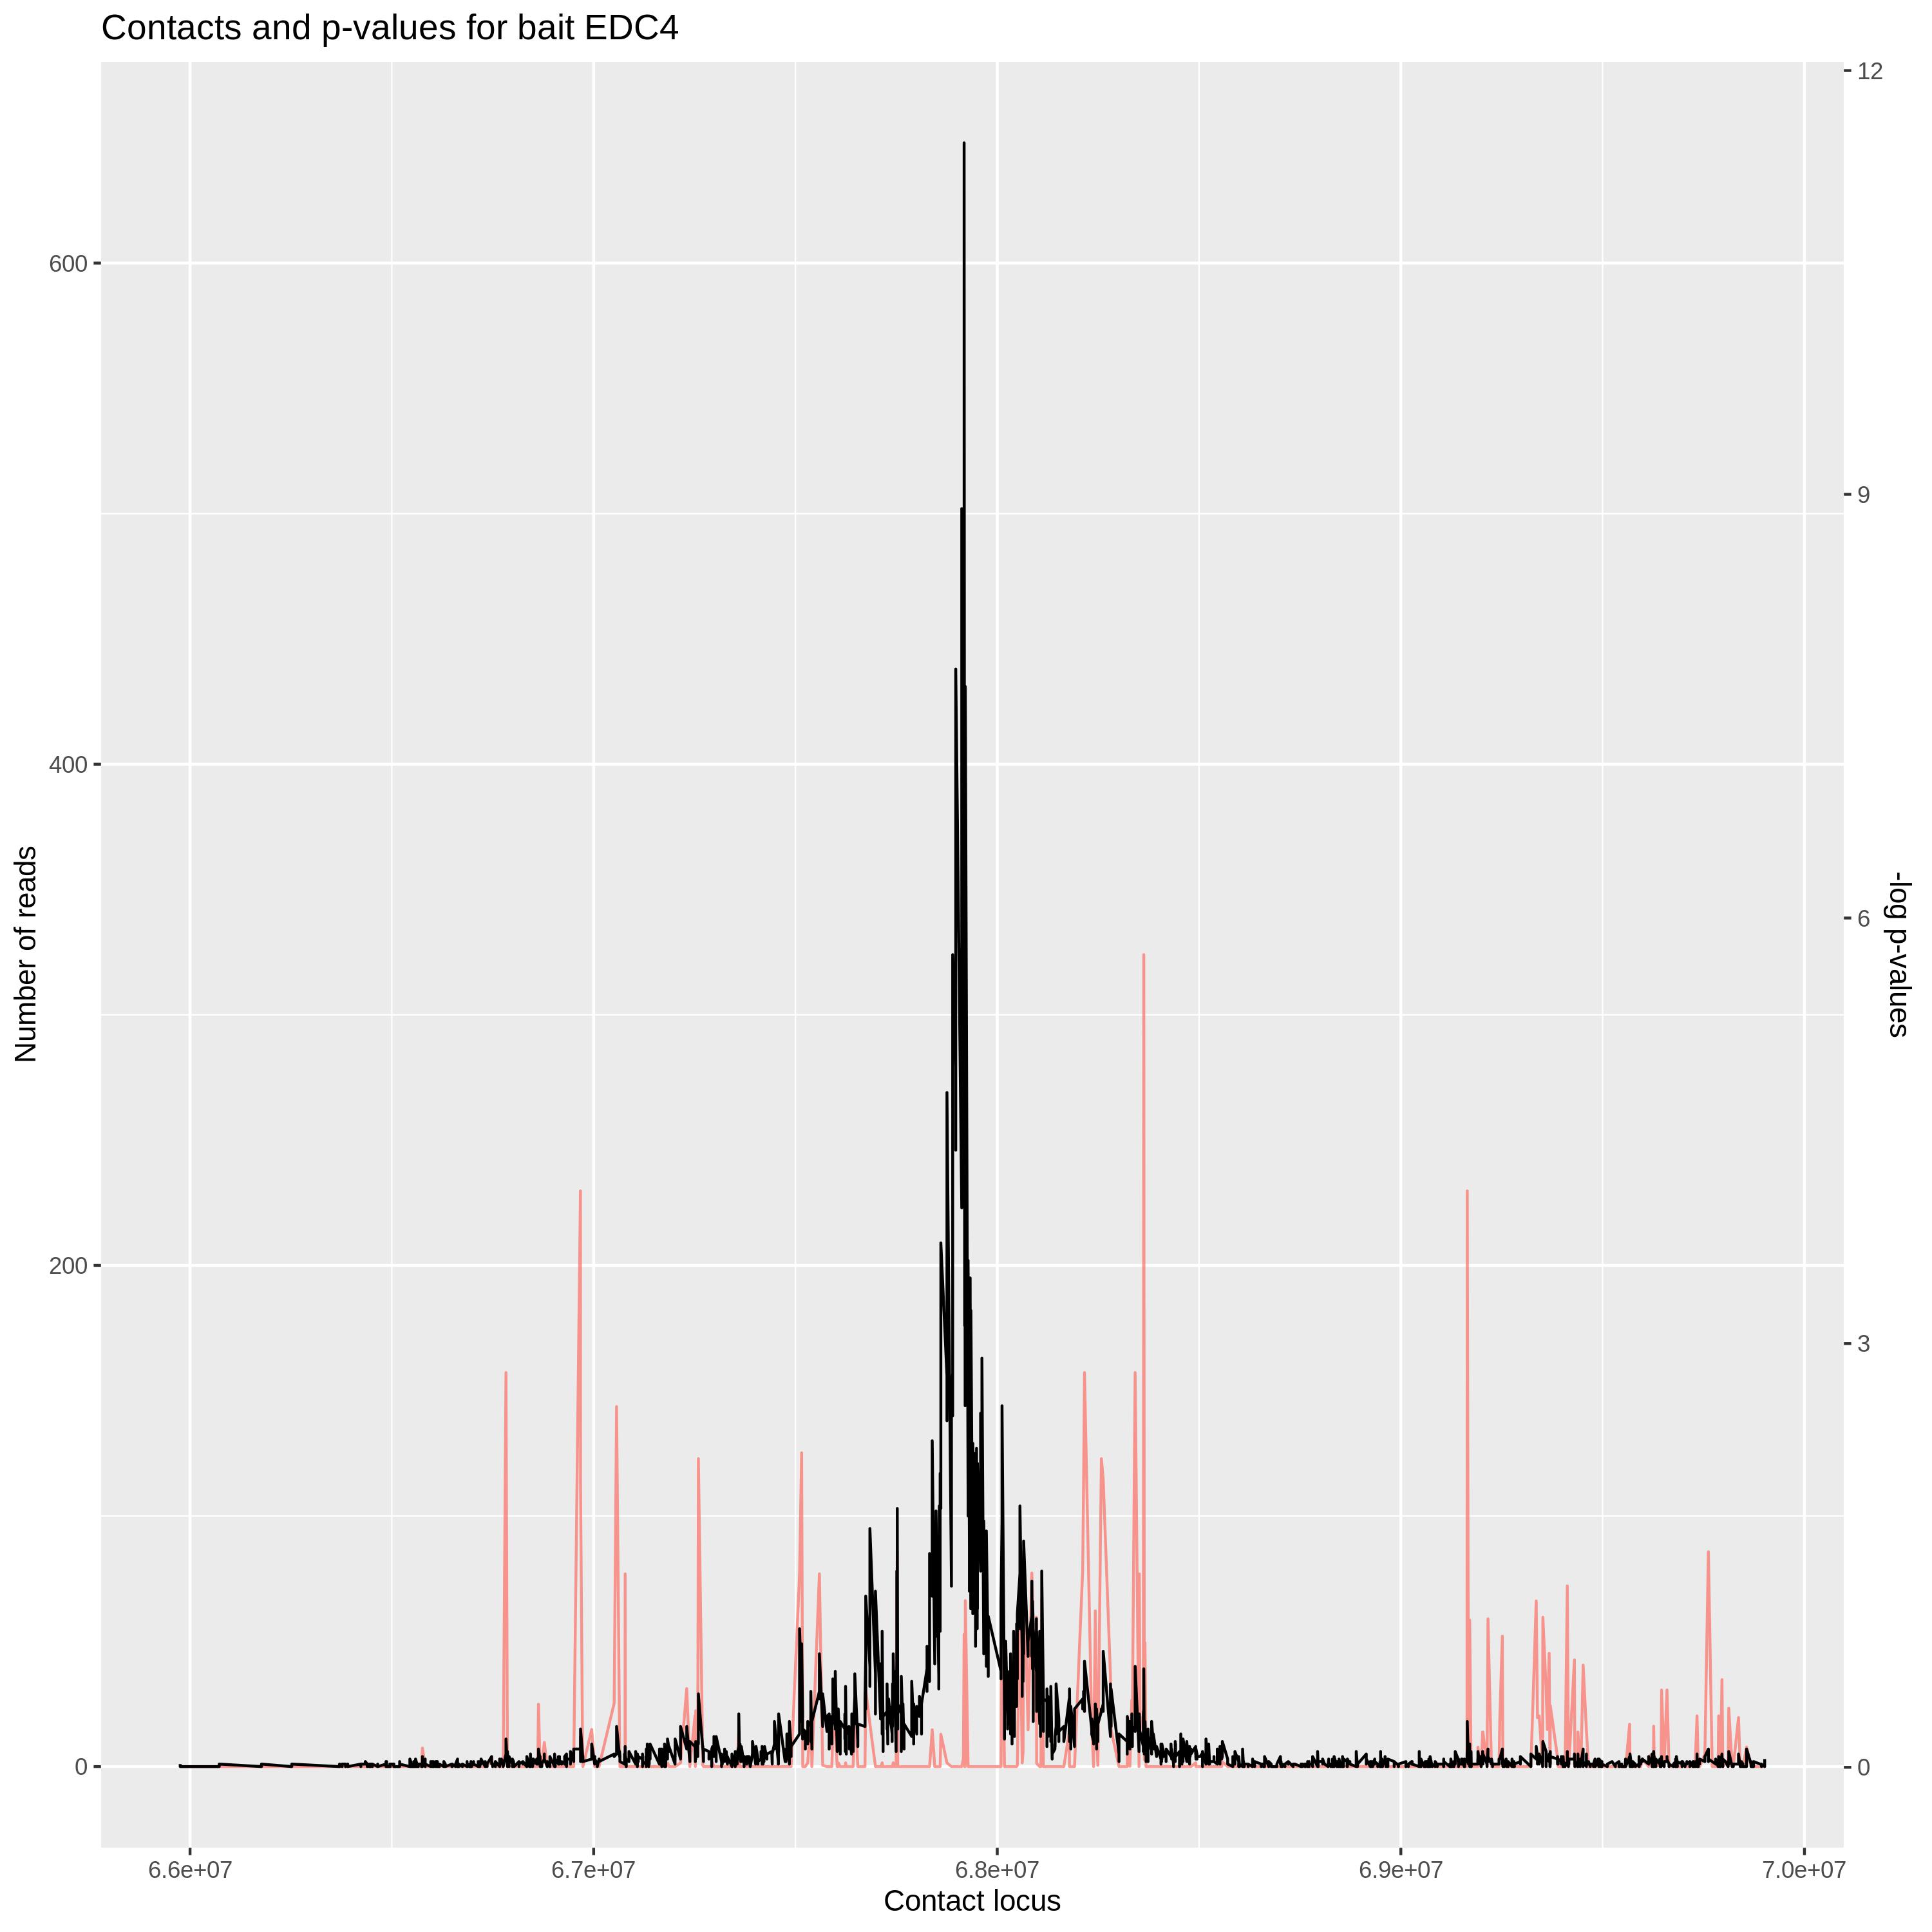 Contacts and p-values for bait EDC4
12
600
9
400
6
Number of reads
-log p-values
200
3
0
0
6.6e+07
6.7e+07
6.8e+07
6.9e+07
7.0e+07
Contact locus